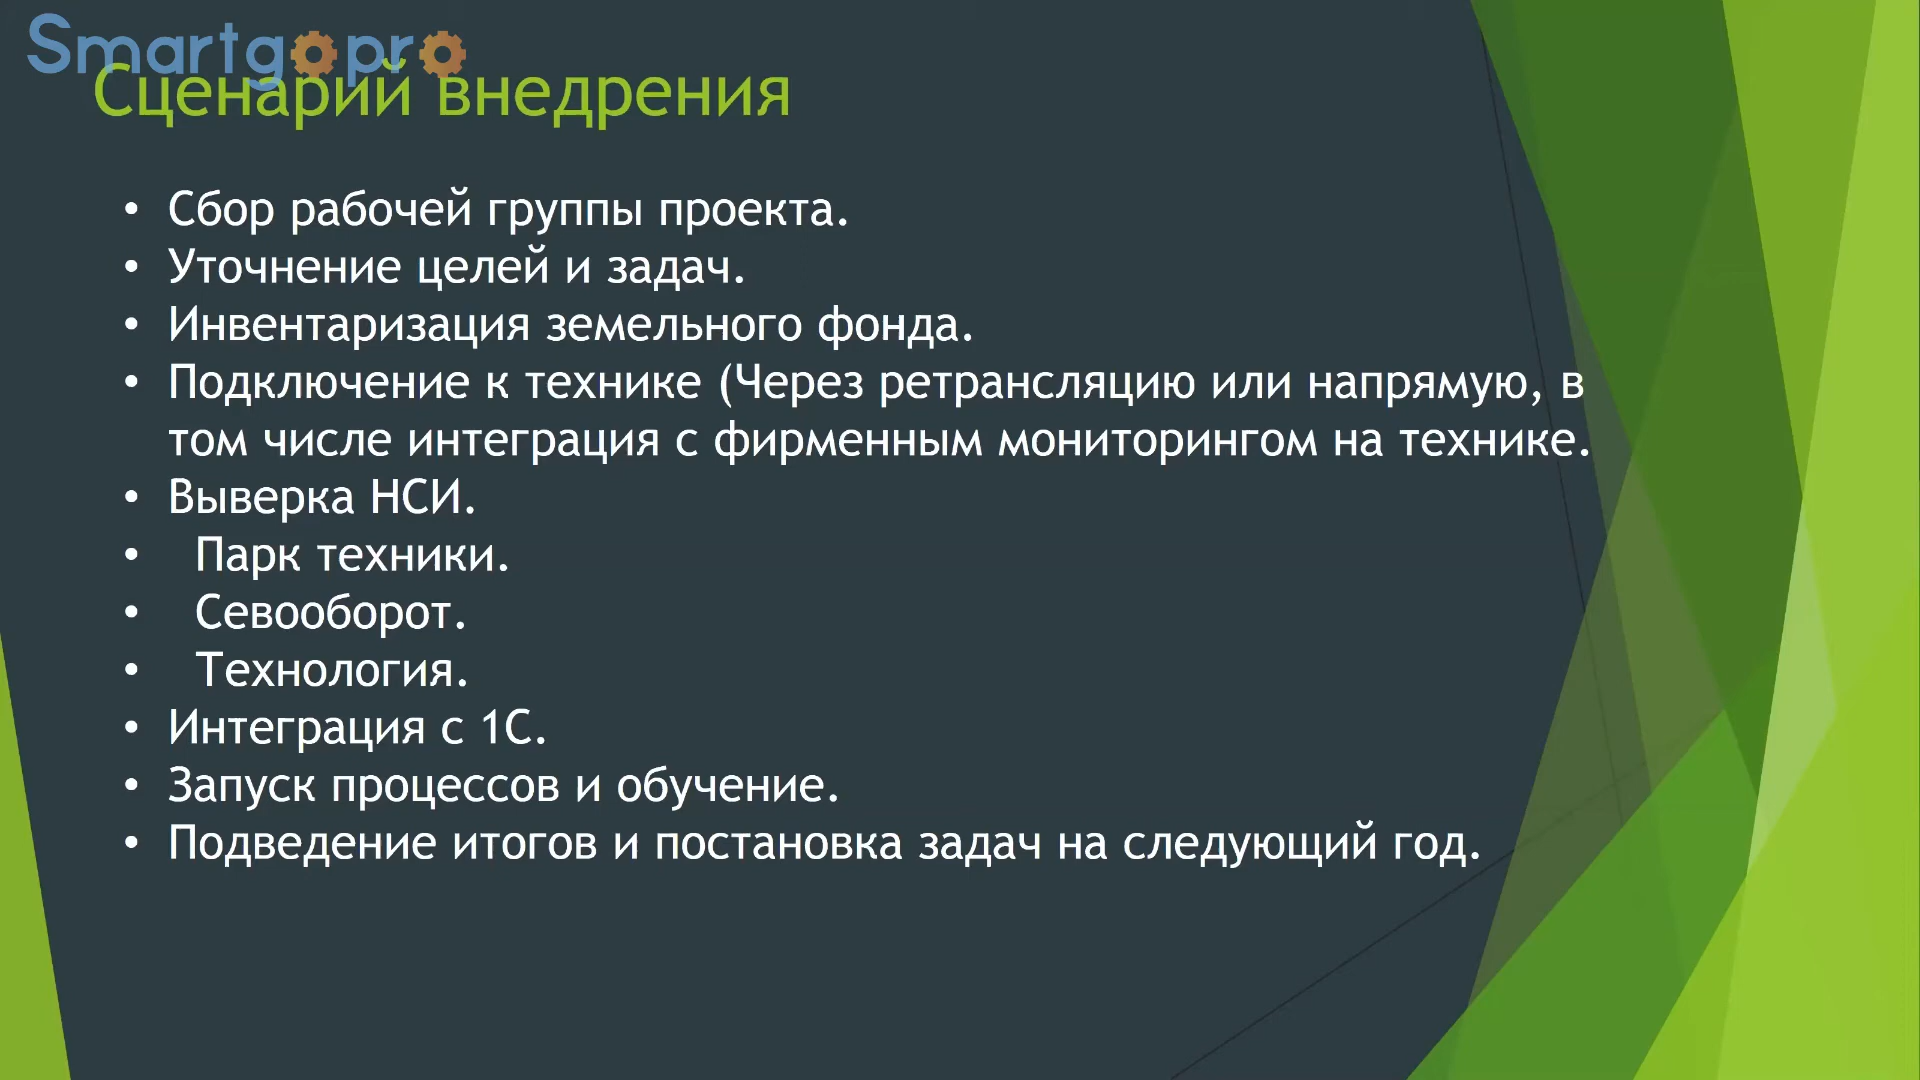 Smartgopro
Сценарий внедрения
• Сбор рабочей группы проекта.
• Уточнение целей и задач.
• Инвентаризация земельного фонда.
• Подключение к технике (Через ретрансляцию или напрямую, в
том числе интеграция с фирменным мониторингом на технике.
• Выверка НСИ.
• Парк техники.
• Севооборот.
• Технология.
• Интеграция с 1С.
• Запуск процессов и обучение.
• Подведение итогов и постановка задач на следующий год.